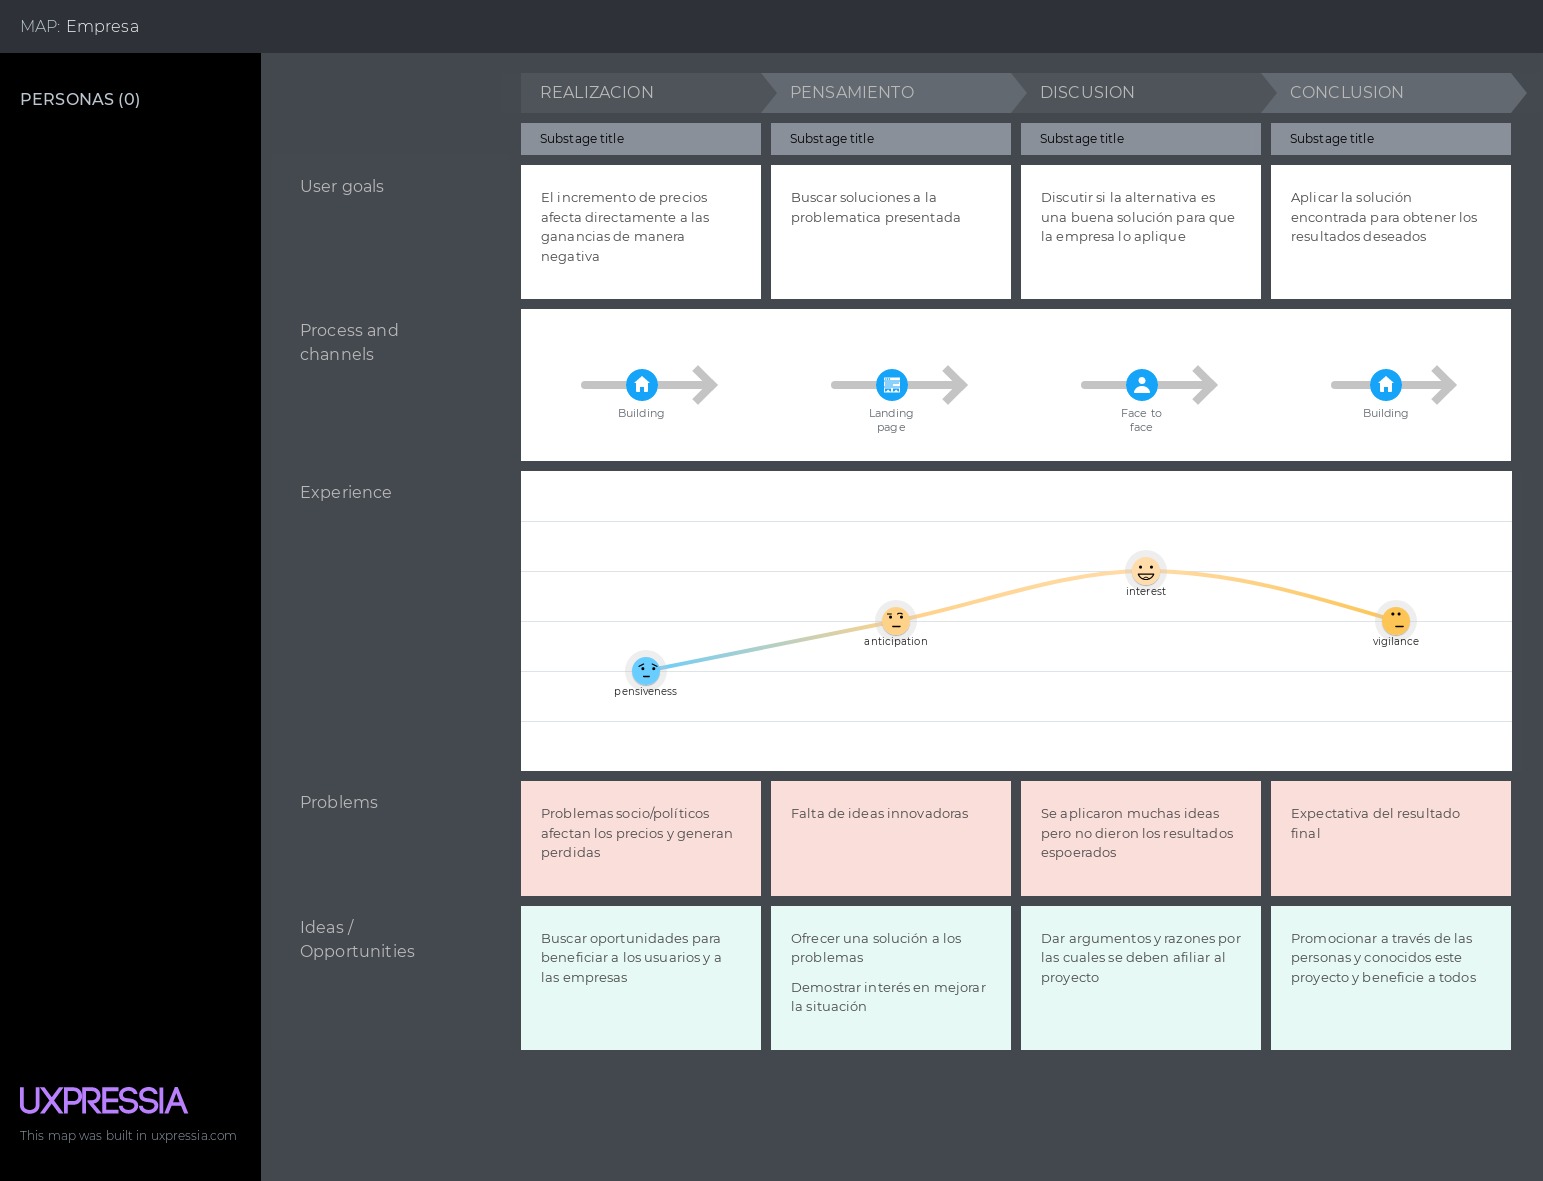 MAP: Empresa
PERSONAS (0)
REALIZACION
PENSAMIENTO
DISCUSION
CONCLUSION
Substage title
Substage title
Substage title
Substage title
User goals
El incremento de precios
afecta directamente a las
ganancias de manera
negativa
Buscar soluciones a la
problematica presentada
Discutir si la alternativa es
una buena solución para que
la empresa lo aplique
Aplicar la solución
encontrada para obtener los
resultados deseados
Process and
channels
Building
Landing
page
Face to
face
Building
Experience
pensiveness
anticipation
interest
vigilance
Problems
Problemas socio/políticos
afectan los precios y generan
perdidas
Falta de ideas innovadoras
Se aplicaron muchas ideas
pero no dieron los resultados
espoerados
Expectativa del resultado
final
Ideas /
Opportunities
Buscar oportunidades para
beneficiar a los usuarios y a
las empresas
Ofrecer una solución a los
problemas
Demostrar interés en mejorar
la situación
Dar argumentos y razones por
las cuales se deben afiliar al
proyecto
Promocionar a través de las
personas y conocidos este
proyecto y beneficie a todos
UXPRESSIA
This map was built in uxpressia.com